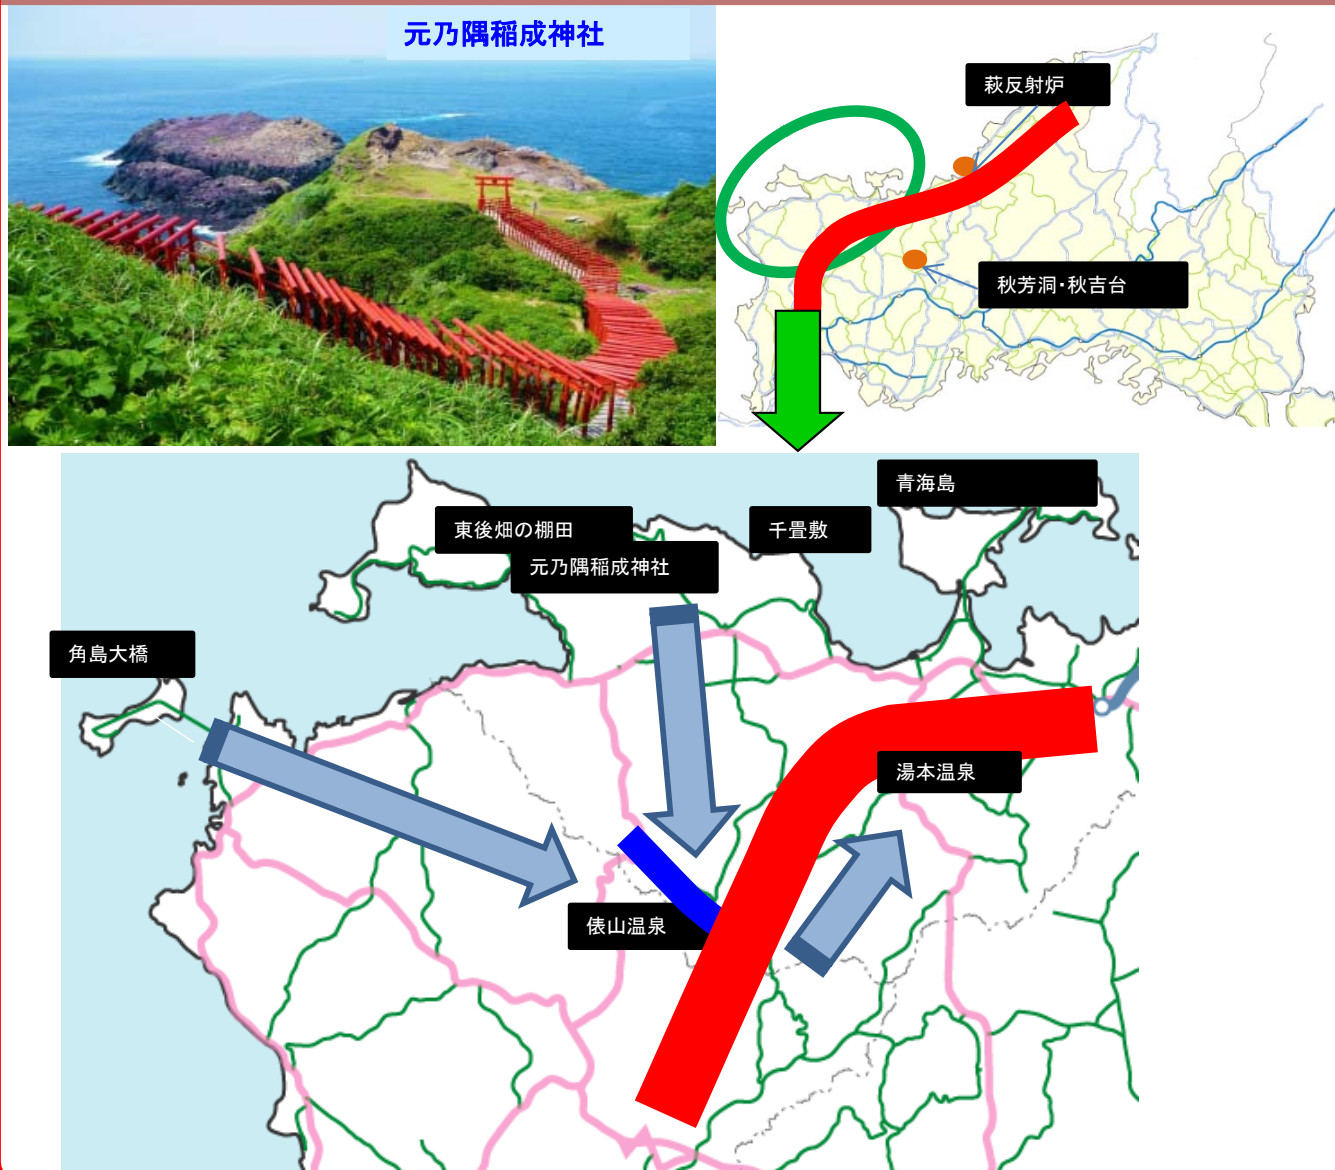 元乃隅稲成神社
萩反射炉
秋芳洞・秋吉台
青海島
東後畑の棚田
千畳敷
元乃隅稲成神社
角島大橋
湯本温泉
俵山温泉